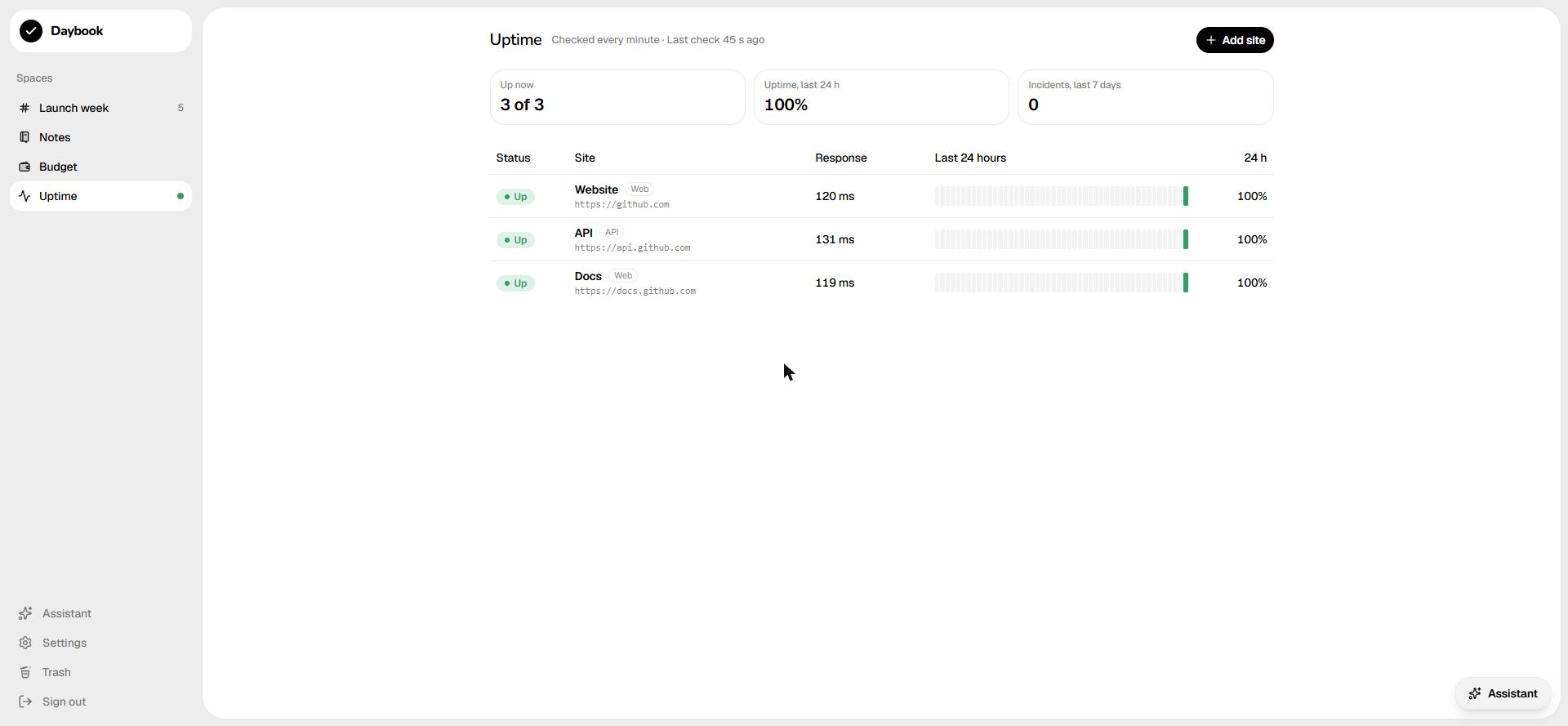 Daybook
Spaces
Launch week 5
Notes
Budget
Uptime
Assistant
Settings
Trash
Sign out
Uptime Checked every minute · Last check 45 s ago
Add site
Up now
3 of 3
Uptime, last 24 h
100%
Incidents, last 7 days
0
Status Site Response Last 24 hours 24 h
Up Website Web 120 ms 100%
https://github.com
Up API API 131 ms 100%
https://api.github.com
Up Docs Web 119 ms 100%
https://docs.github.com
Assistant